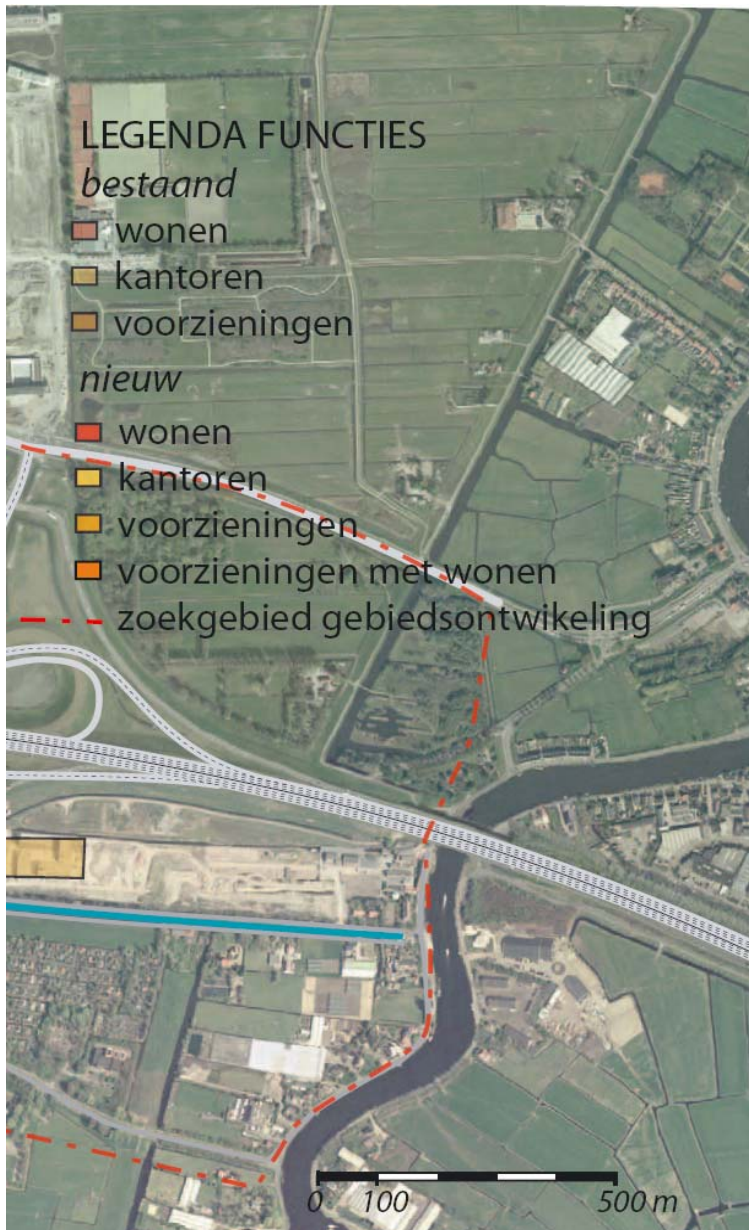 LEGENDA FUNCTIES
bestaand
wonen
kantoren
voorzieningen
nieuw
wonen
kantoren
voorzieningen
voorzieningen met wonen
zoekgebied gebiedsontwikeling
0 100 500 m